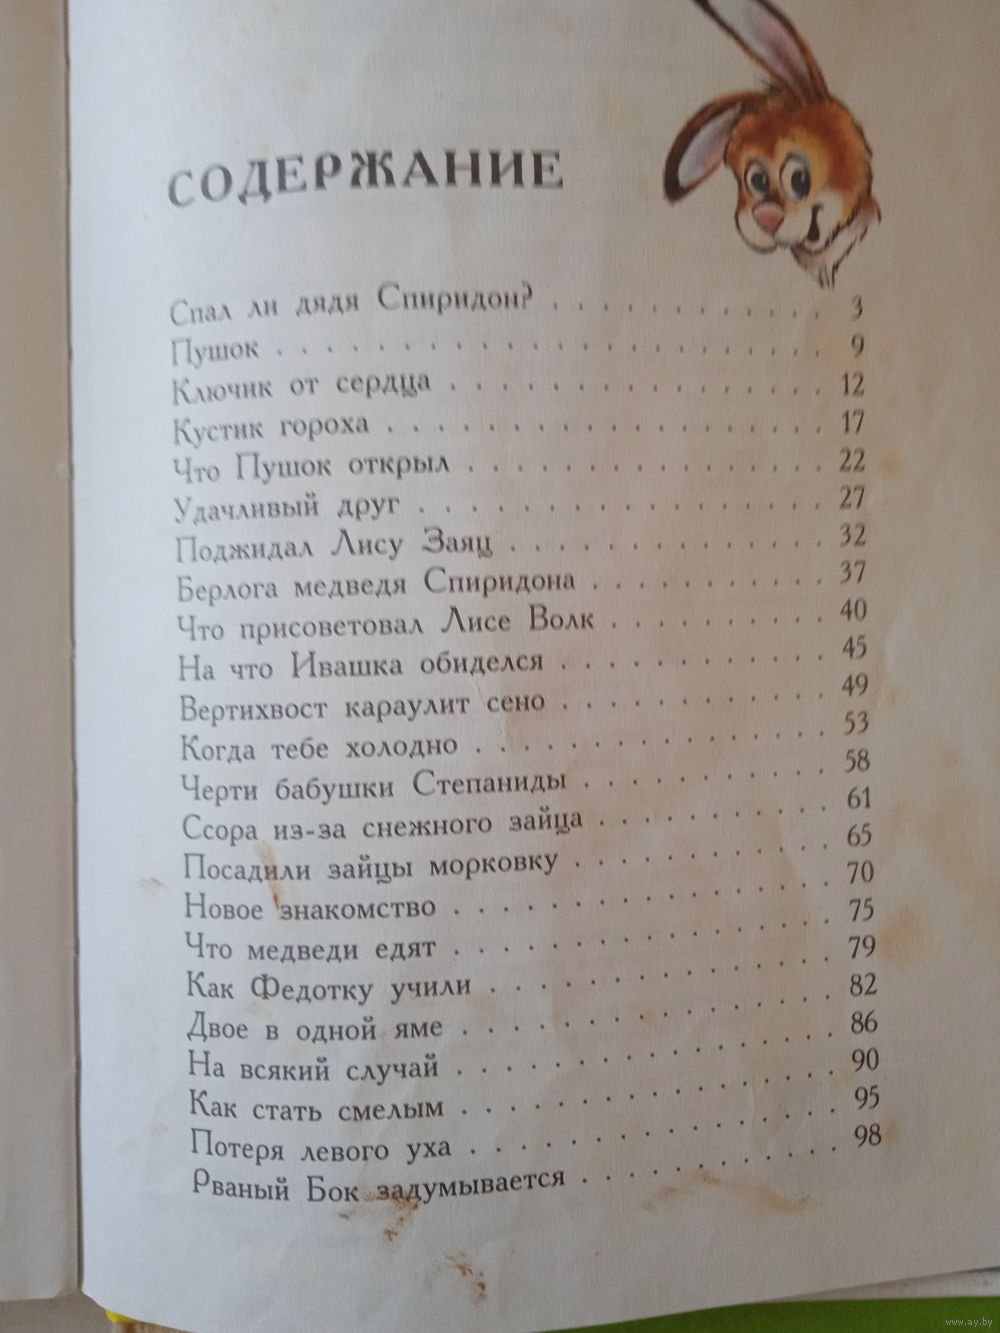 СОДЕРЖАНИЕ
Спал ли дядя Спиридон? . . . . . . . . . . . . 3
Пушок . . . . . . . . . . . . . . . . . . . . . . . . 9
Ключик от сердца . . . . . . . . . . . . . . . . 12
Кустик гороха . . . . . . . . . . . . . . . . . . . 17
Что Пушок открыл . . . . . . . . . . . . . . . . 22
Удачливый друг . . . . . . . . . . . . . . . . . . 27
Поджидал Лису Заяц . . . . . . . . . . . . . . 32
Берлога медведя Спиридона . . . . . . . . . . 37
Что присоветовал Лисе Волк . . . . . . . . . . 40
На что Ивашка обиделся . . . . . . . . . . . . 45
Вертихвост караулит сено . . . . . . . . . . . . 49
Когда тебе холодно . . . . . . . . . . . . . . . . 53
Черти бабушки Степаниды . . . . . . . . . . . 58
Ссора из-за снежного зайца . . . . . . . . . . 61
Посадили зайцы морковку . . . . . . . . . . . 65
Новое знакомство . . . . . . . . . . . . . . . . . 70
Что медведи едят . . . . . . . . . . . . . . . . . 75
Как Федотку учили . . . . . . . . . . . . . . . . 79
Двое в одной яме . . . . . . . . . . . . . . . . . 82
На всякий случай . . . . . . . . . . . . . . . . . 86
Как стать смелым . . . . . . . . . . . . . . . . . 90
Потеря левого уха . . . . . . . . . . . . . . . . . 95
Рваный Бок задумывается . . . . . . . . . . . . 98
www.ay.by